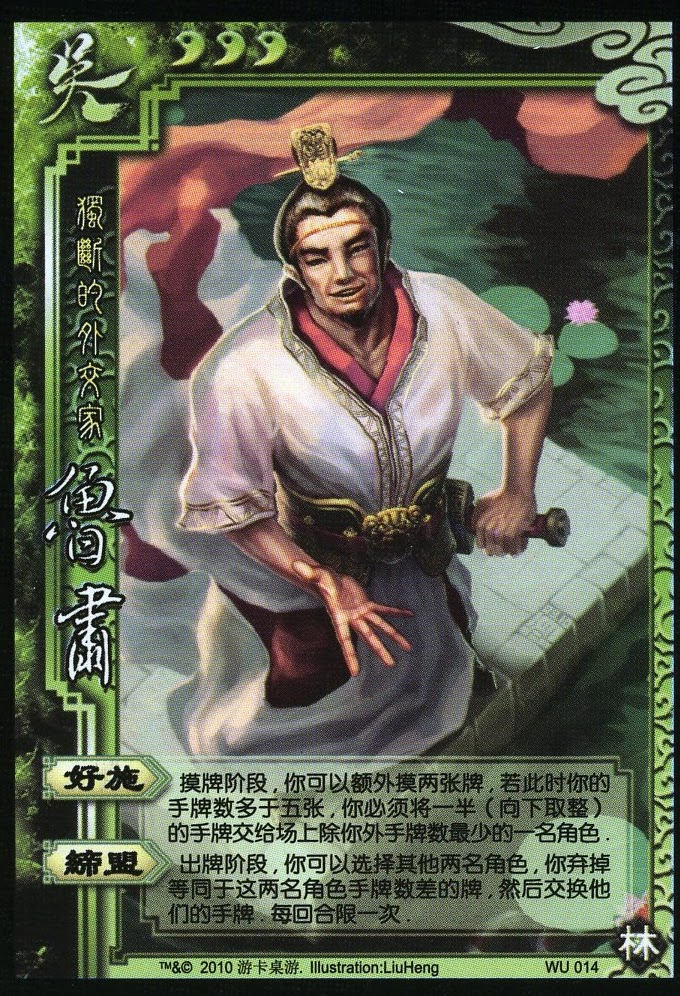 吴
獨斷的外交家
魯肅
好施
摸牌阶段,你可以额外摸两张牌,若此时你的
手牌数多于五张,你必须将一半(向下取整)
的手牌交给场上除你外手牌数最少的一名角色.
締盟
出牌阶段,你可以选择其他两名角色,你弃掉
等同于这两名角色手牌数差的牌,然后交换他
们的手牌.每回合限一次.
林
™&© 2010 游卡桌游. Illustration:LiuHeng
WU 014